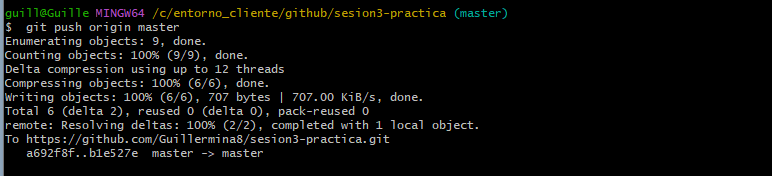 guill@Guille MINGW64 /c/entorno_cliente/github/sesion3-practica (master)
$  git push origin master
Enumerating objects: 9, done.
Counting objects: 100% (9/9), done.
Delta compression using up to 12 threads
Compressing objects: 100% (6/6), done.
Writing objects: 100% (6/6), 707 bytes | 707.00 KiB/s, done.
Total 6 (delta 2), reused 0 (delta 0), pack-reused 0
remote: Resolving deltas: 100% (2/2), completed with 1 local object.
To https://github.com/Guillermina8/sesion3-practica.git
   a692f8f..b1e527e  master -> master